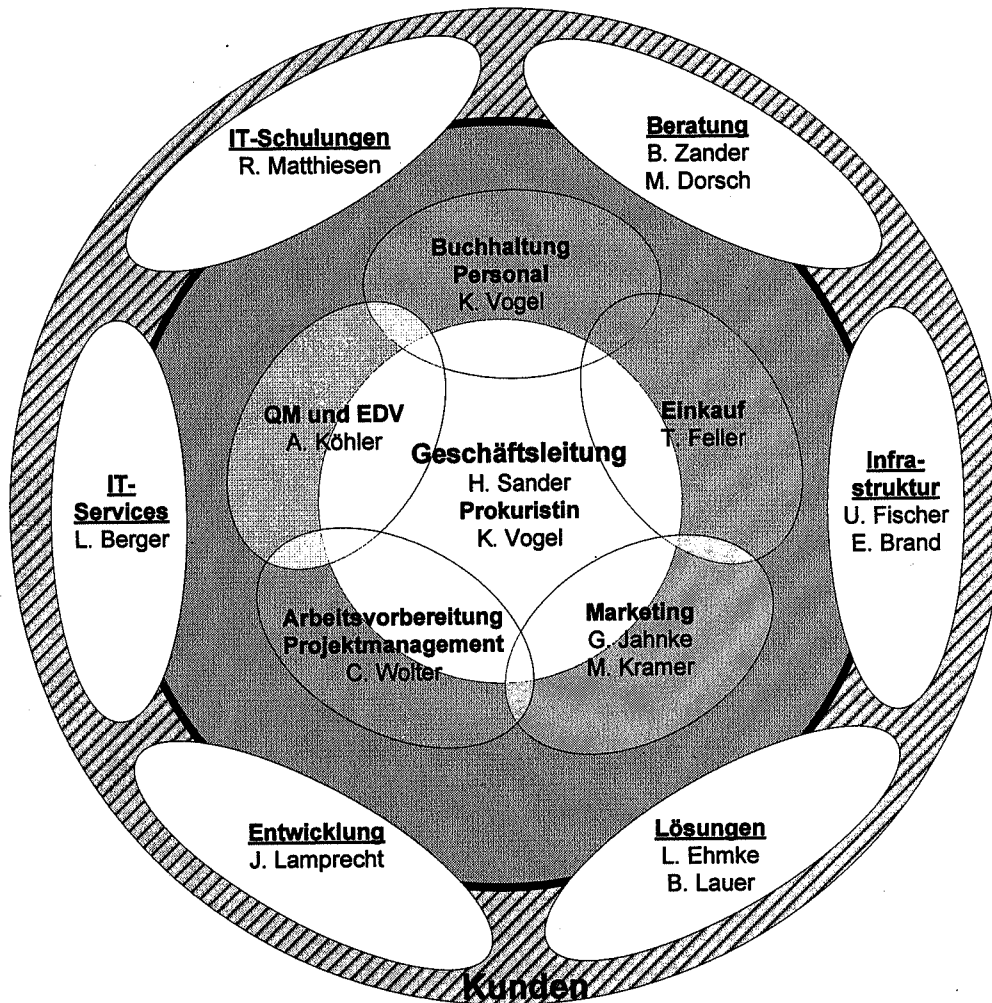 IT-Schulungen
R. Matthiesen
Beratung
B. Zander
M. Dorsch
Buchhaltung
Personal
K. Vogel
QM und EDV
A. Köhler
Einkauf
T. Feller
Geschäftsleitung
H. Sander
Prokuristin
K. Vogel
IT-
Services
L. Berger
Infra-
struktur
U. Fischer
E. Brand
Arbeitsvorbereitung
Projektmanagement
C. Wolter
Marketing
G. Jahnke
M. Kramer
Entwicklung
J. Lamprecht
Lösungen
L. Ehmke
B. Lauer
Kunden